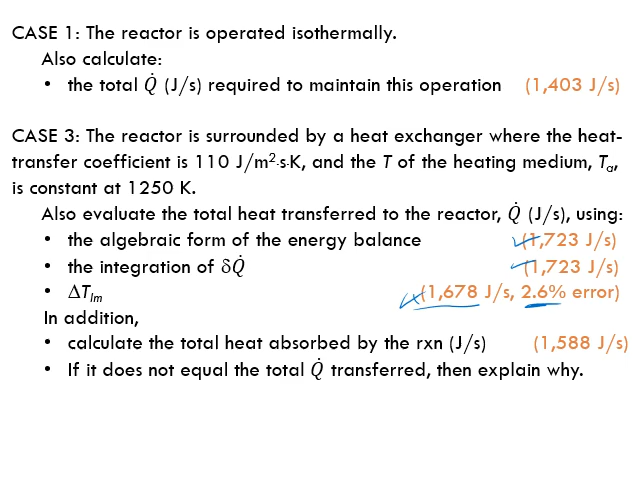 CASE 1: The reactor is operated isothermally.
Also calculate:
• the total Q̇ (J/s) required to maintain this operation (1,403 J/s)
CASE 3: The reactor is surrounded by a heat exchanger where the heat-
transfer coefficient is 110 J/m²·s·K, and the T of the heating medium, Tₐ,
is constant at 1250 K.
Also evaluate the total heat transferred to the reactor, Q̇ (J/s), using:
• the algebraic form of the energy balance (1,723 J/s)
• the integration of δQ̇ (1,723 J/s)
• ΔTlm (1,678 J/s, 2.6% error)
In addition,
• calculate the total heat absorbed by the rxn (J/s) (1,588 J/s)
• If it does not equal the total Q̇ transferred, then explain why.